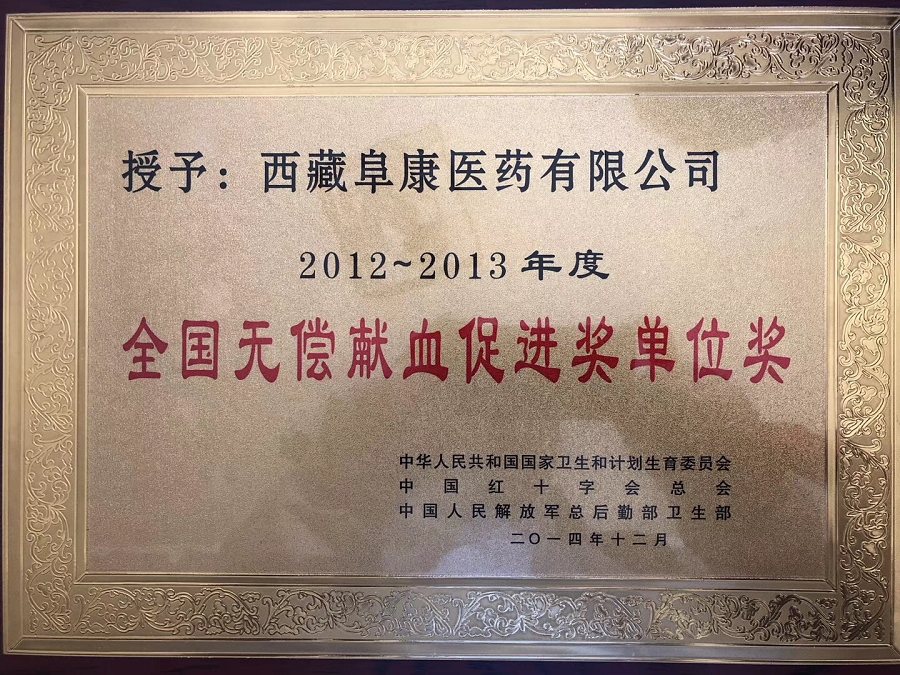 授予：西藏阜康医药有限公司
2012~2013年度
全国无偿献血促进奖单位奖
中华人民共和国国家卫生和计划生育委员会
中国红十字会总会
中国人民解放军总后勤部卫生部
二〇一四年十二月